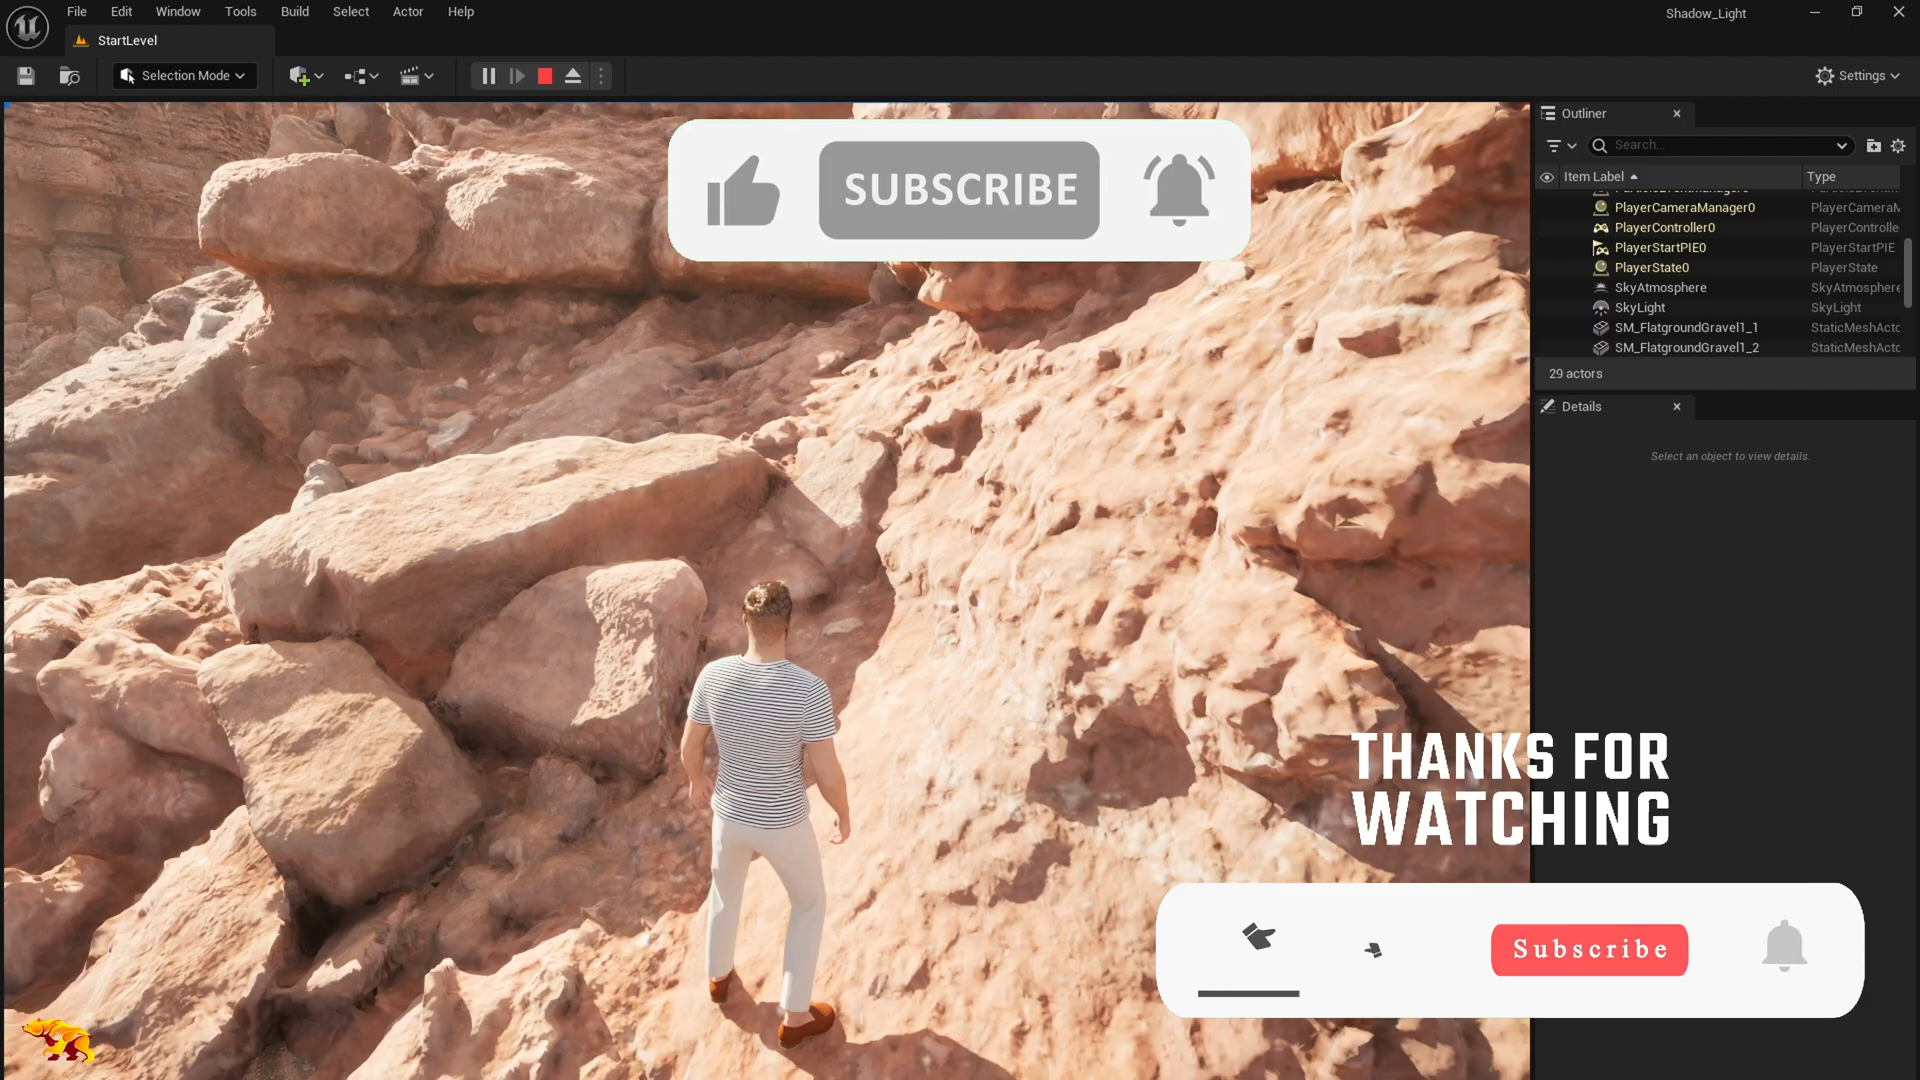 File Edit Window Tools Build Select Actor Help
Shadow_Light
StartLevel
Selection Mode
Settings
Outliner
Search...
Item Label
Type
PlayerCameraManager0 PlayerCameraM
PlayerController0 PlayerControlle
PlayerStartPIE0 PlayerStartPIE
PlayerState0 PlayerState
SkyAtmosphere SkyAtmosphere
SkyLight SkyLight
SM_FlatgroundGravel1_1 StaticMeshActo
SM_FlatgroundGravel1_2 StaticMeshActo
29 actors
Details
Select an object to view details.
SUBSCRIBE
THANKS FOR
WATCHING
Subscribe